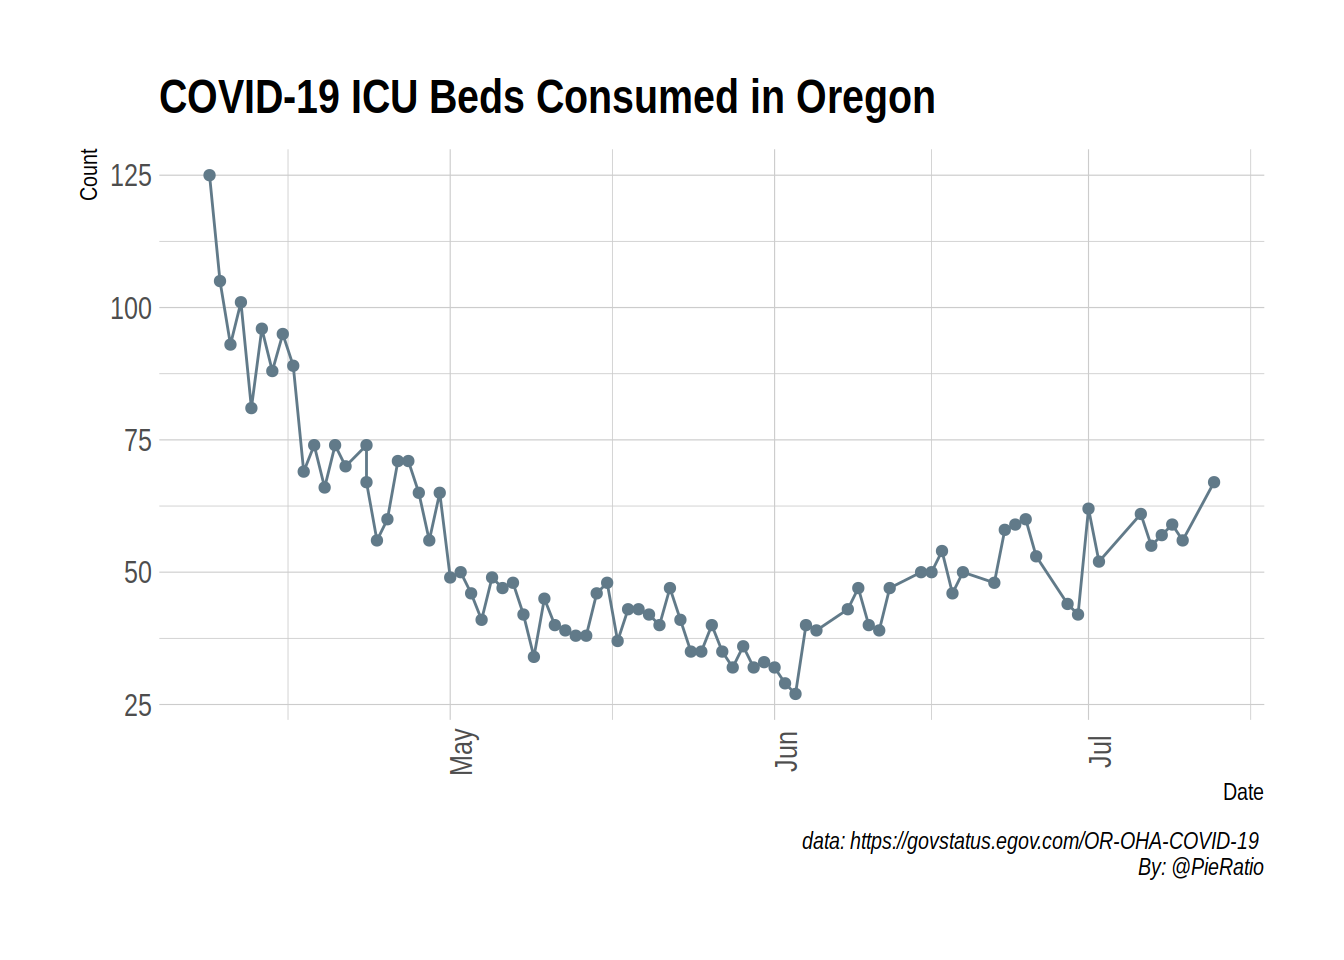 COVID-19 ICU Beds Consumed in Oregon
Count
125
100
75
50
25
May
Jun
Jul
Date
data: https://govstatus.egov.com/OR-OHA-COVID-19
By: @PieRatio